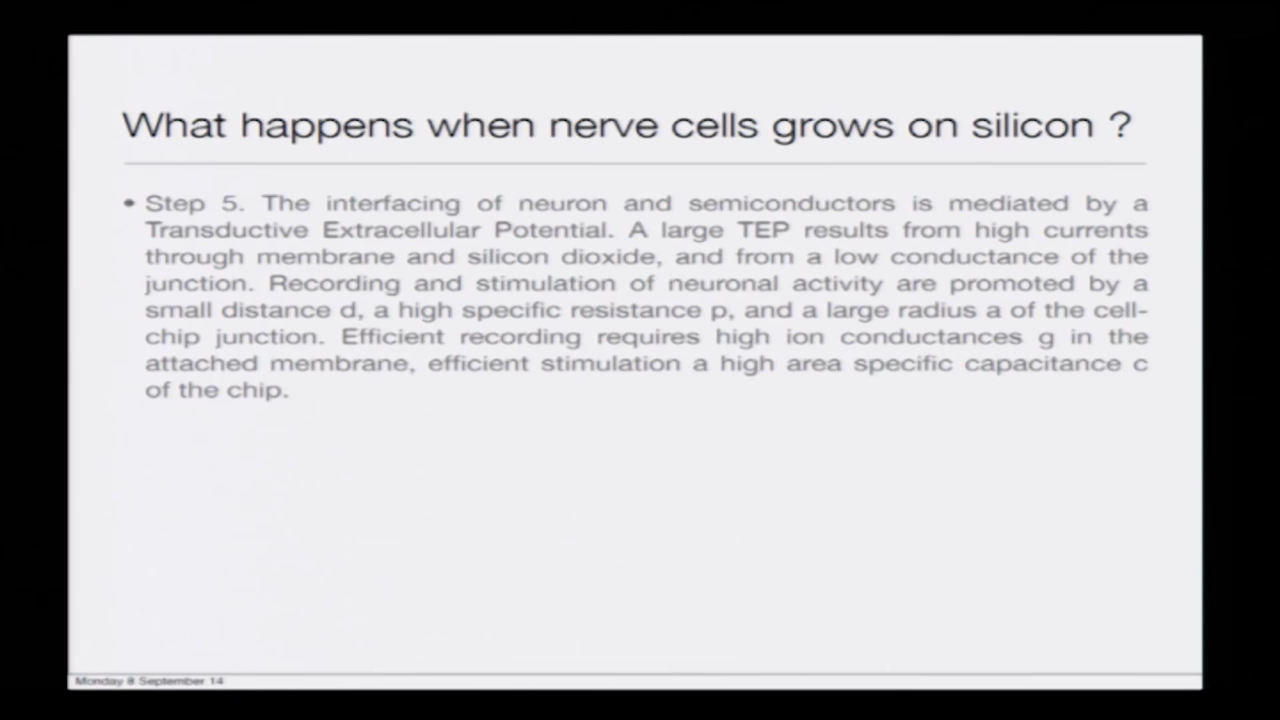 What happens when nerve cells grows on silicon ?
• Step 5. The interfacing of neuron and semiconductors is mediated by a
Transductive Extracellular Potential. A large TEP results from high currents
through membrane and silicon dioxide, and from a low conductance of the
junction. Recording and stimulation of neuronal activity are promoted by a
small distance d, a high specific resistance p, and a large radius a of the cell-
chip junction. Efficient recording requires high ion conductances g in the
attached membrane, efficient stimulation a high area specific capacitance c
of the chip.
Monday 8 September 14